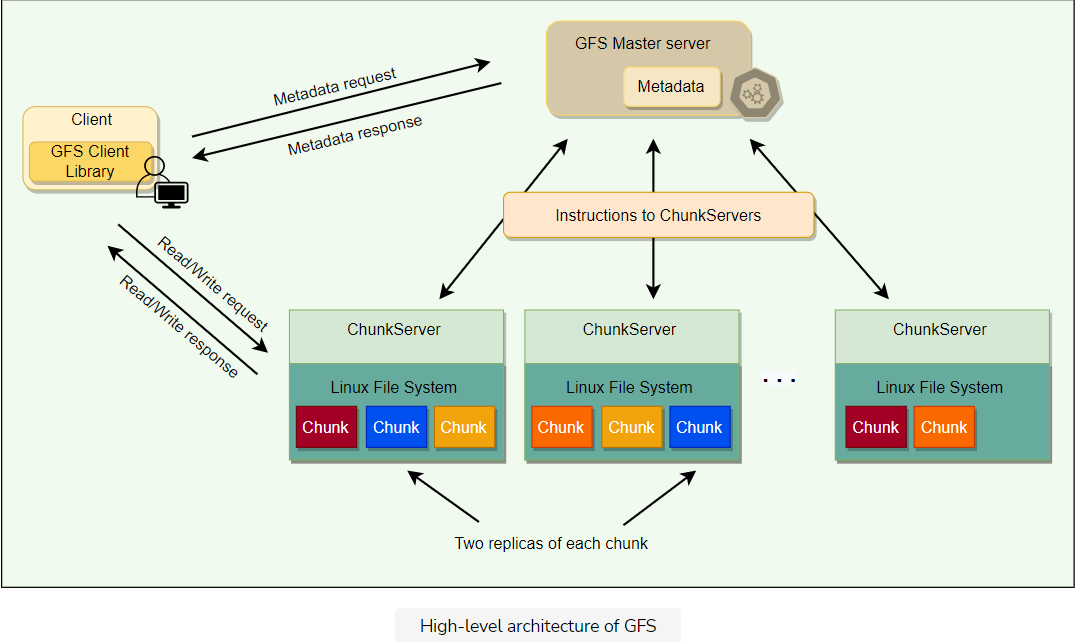 GFS Master server
Metadata
Metadata request
Metadata response
Client
GFS Client
Library
Instructions to ChunkServers
Read/Write request
Read/Write response
ChunkServer
Linux File System
Chunk Chunk Chunk
ChunkServer
Linux File System
Chunk Chunk Chunk
. . .
ChunkServer
Linux File System
Chunk Chunk
Two replicas of each chunk
High-level architecture of GFS